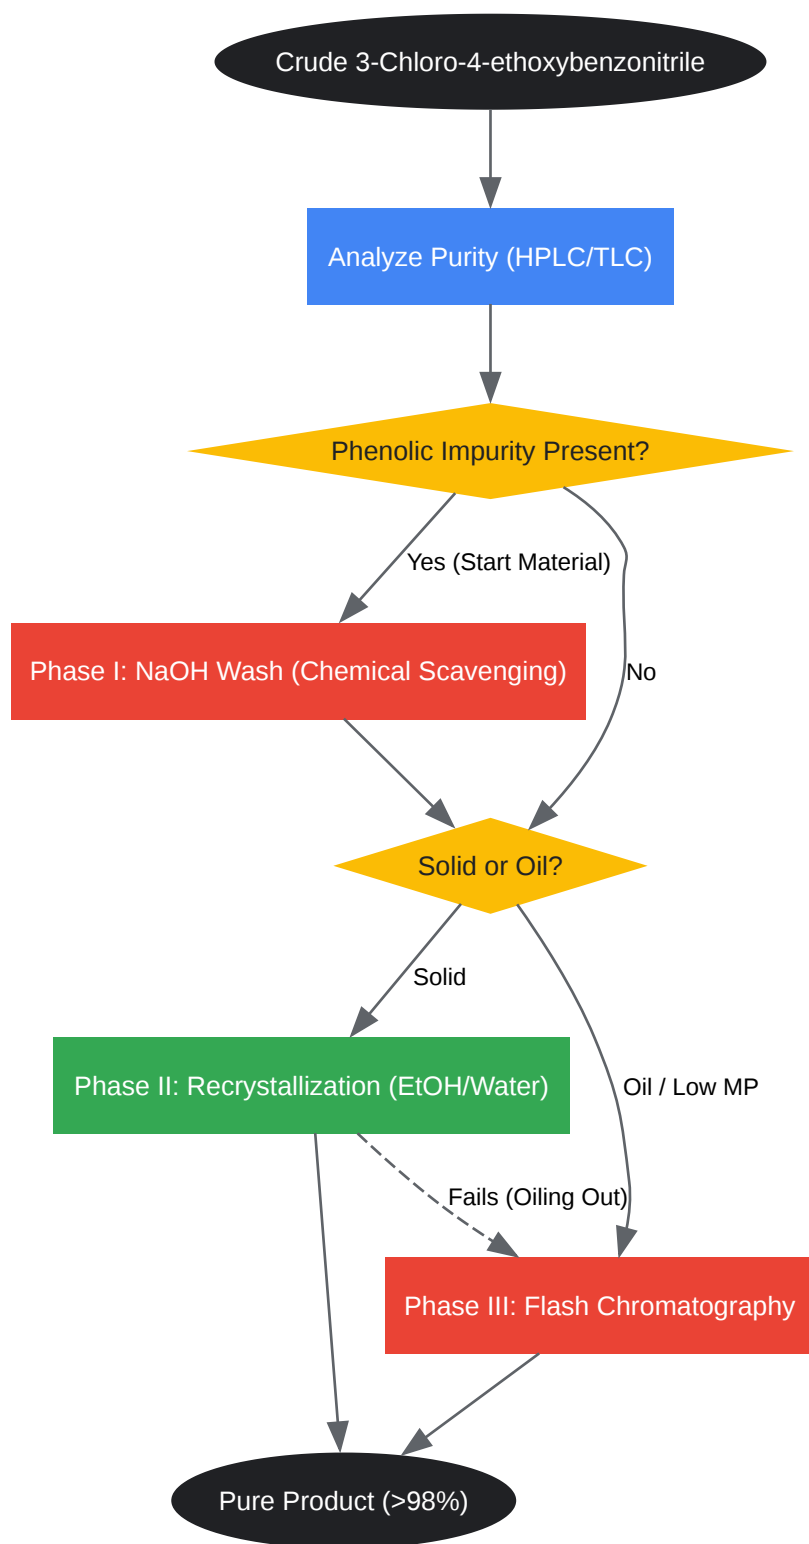 Crude 3-Chloro-4-ethoxybenzonitrile
Analyze Purity (HPLC/TLC)
Phenolic Impurity Present?
Yes (Start Material)
Phase I: NaOH Wash (Chemical Scavenging)
No
Solid or Oil?
Solid
Phase II: Recrystallization (EtOH/Water)
Oil / Low MP
Fails (Oiling Out)
Phase III: Flash Chromatography
Pure Product (>98%)